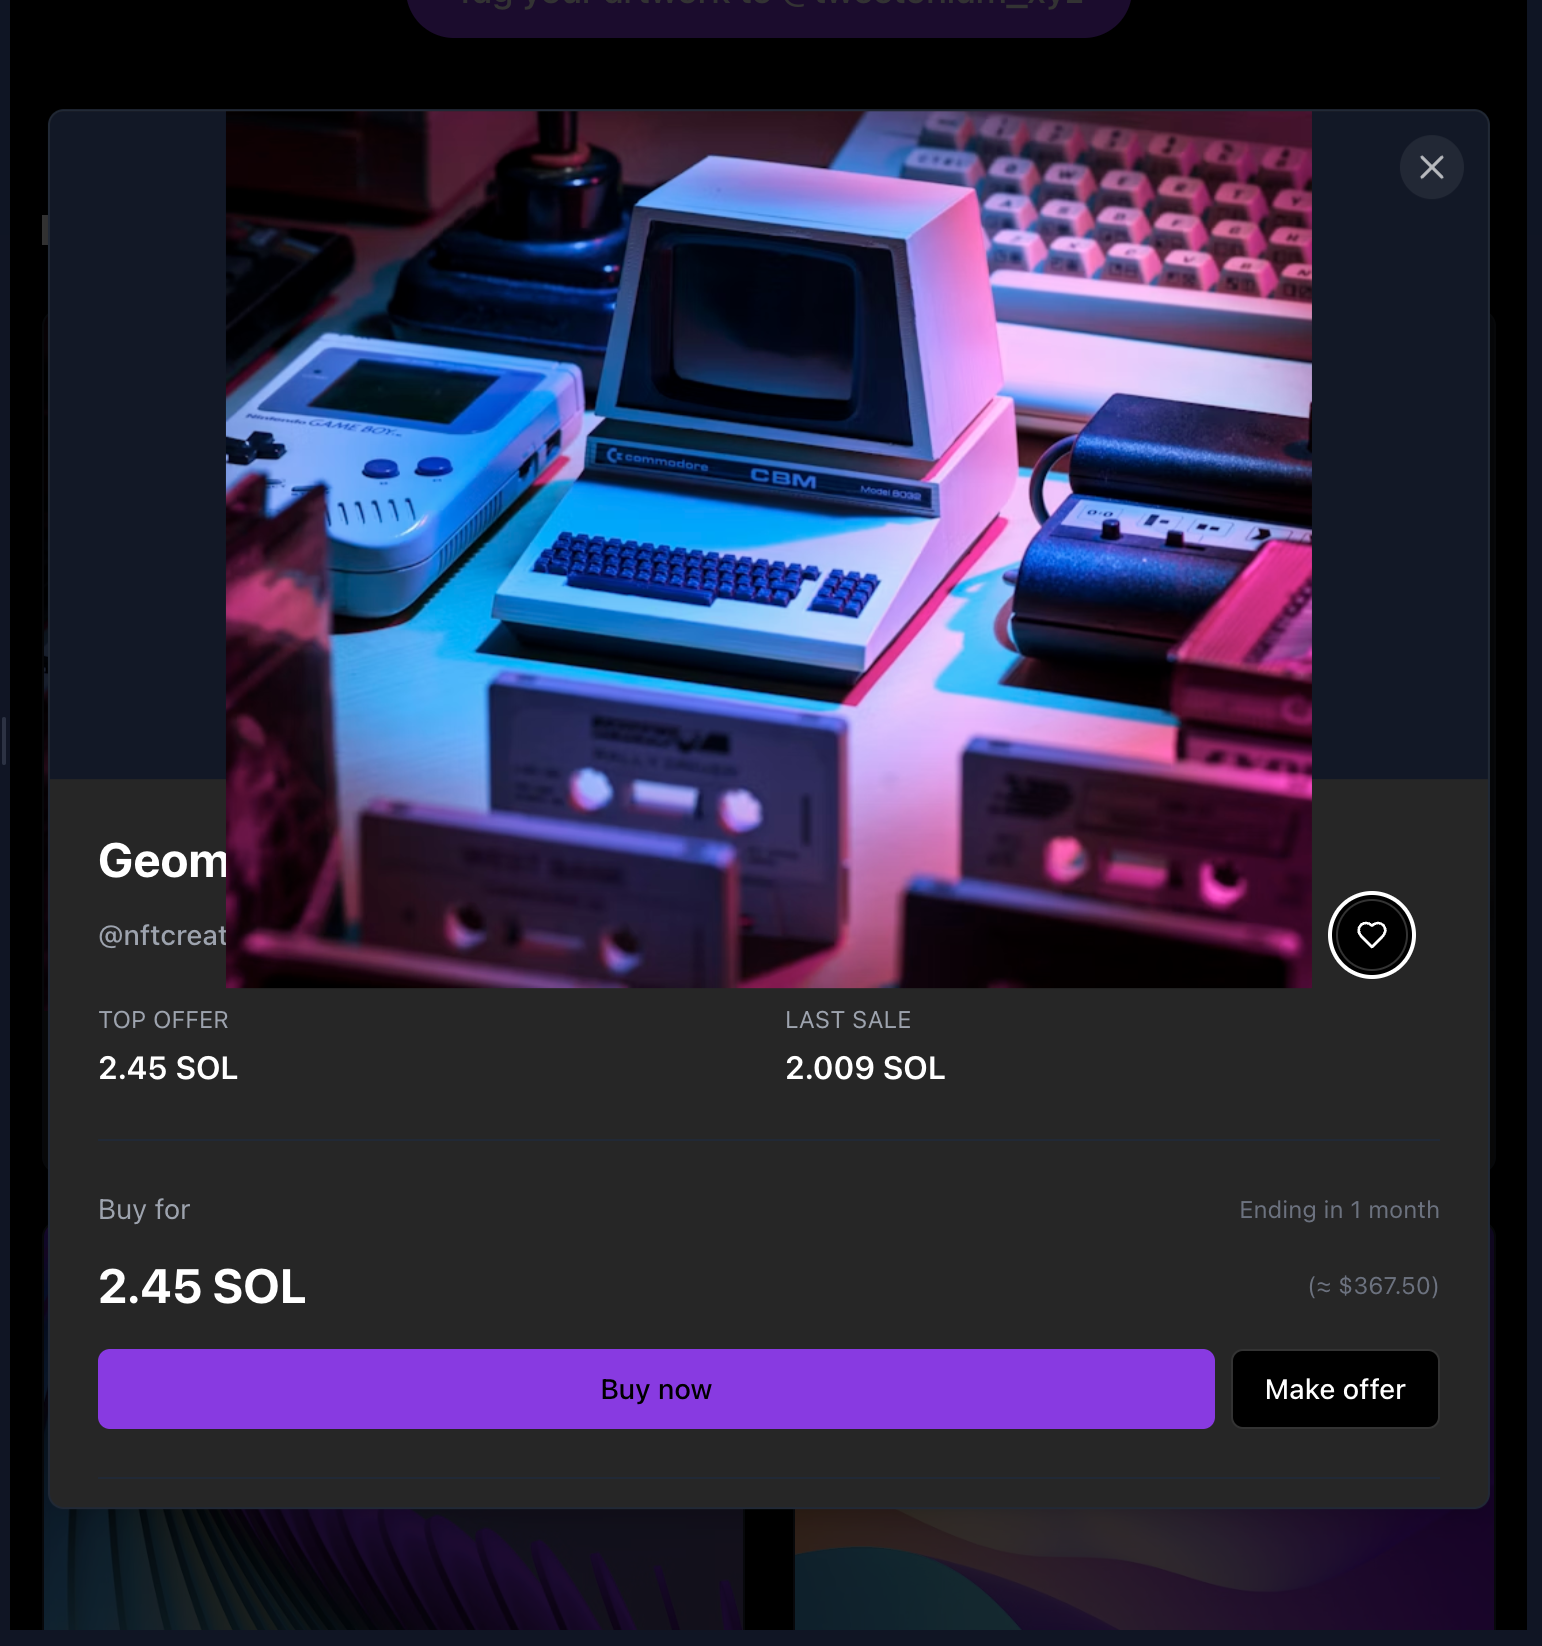 Geom
@nftcreat
Nintendo GAME BOY
commodore CBM Model 8032
TOP OFFER
2.45 SOL
LAST SALE
2.009 SOL
Buy for
Ending in 1 month
2.45 SOL
(≈ $367.50)
Buy now
Make offer